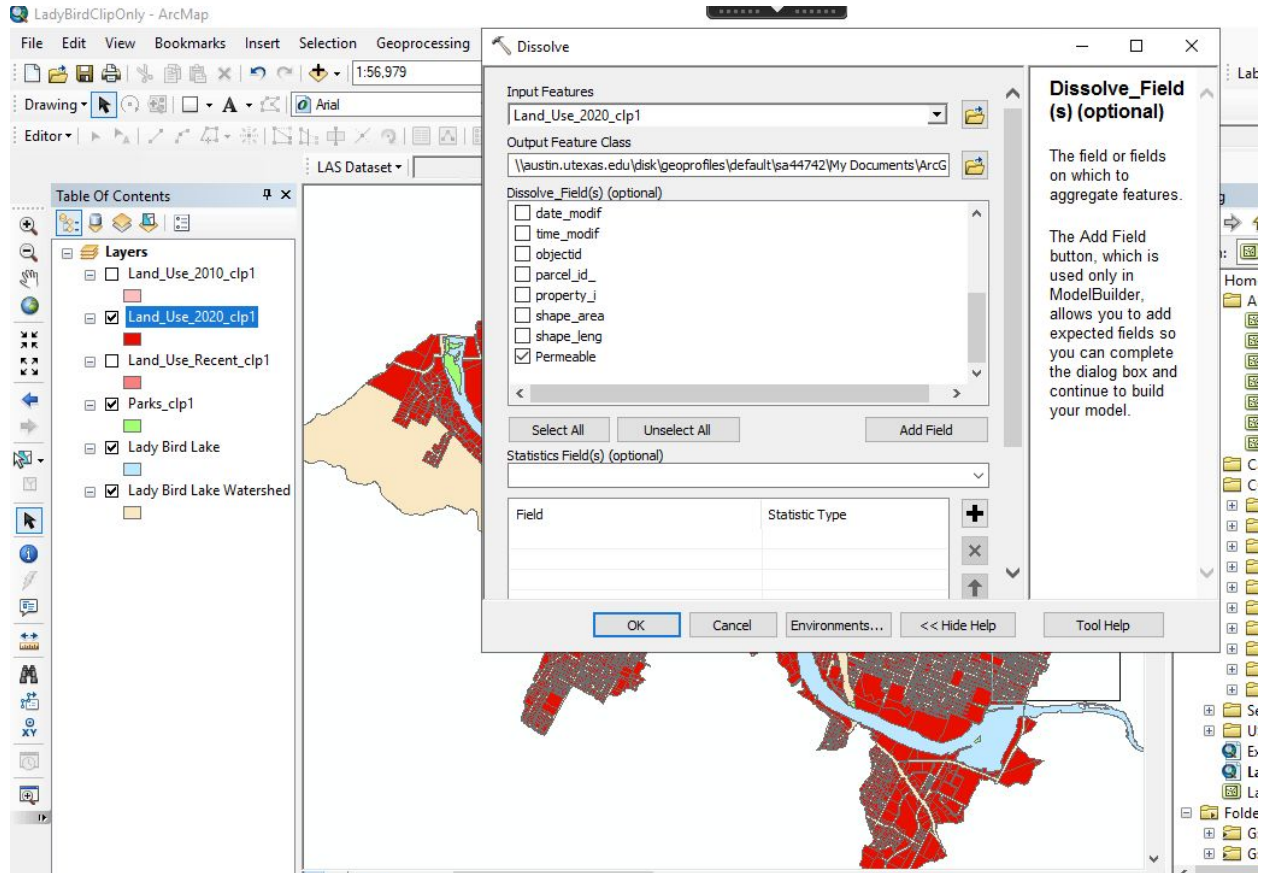 LadyBirdClipOnly - ArcMap
File Edit View Bookmarks Insert Selection Geoprocessing
1:56,979
Drawing A Arial
Editor
LAS Dataset
Table Of Contents
Layers
Land_Use_2010_clp1
Land_Use_2020_clp1
Land_Use_Recent_clp1
Parks_clp1
Lady Bird Lake
Lady Bird Lake Watershed
XY
Dissolve
Input Features
Land_Use_2020_clp1
Output Feature Class
\\austin.utexas.edu\disk\geoprofiles\default\sa44742\My Documents\ArcG
Dissolve_Field(s) (optional)
date_modif
time_modif
objectid
parcel_id_
property_i
shape_area
shape_leng
Permeable
Select All Unselect All Add Field
Statistics Field(s) (optional)
Field Statistic Type
OK Cancel Environments... << Hide Help Tool Help
Dissolve_Field
(s) (optional)
The field or fields
on which to
aggregate features.
The Add Field
button, which is
used only in
ModelBuilder,
allows you to add
expected fields so
you can complete
the dialog box and
continue to build
your model.
Lab
Hom
A
C
C
Se
U
Ex
La
La
Folde
G
G